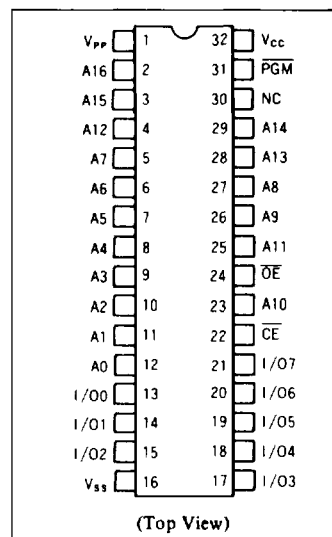 VPP 1 32 VCC
A16 2 31 PGM
A15 3 30 NC
A12 4 29 A14
A7 5 28 A13
A6 6 27 A8
A5 7 26 A9
A4 8 25 A11
A3 9 24 OE
A2 10 23 A10
A1 11 22 CE
A0 12 21 I/O7
I/O0 13 20 I/O6
I/O1 14 19 I/O5
I/O2 15 18 I/O4
VSS 16 17 I/O3
(Top View)